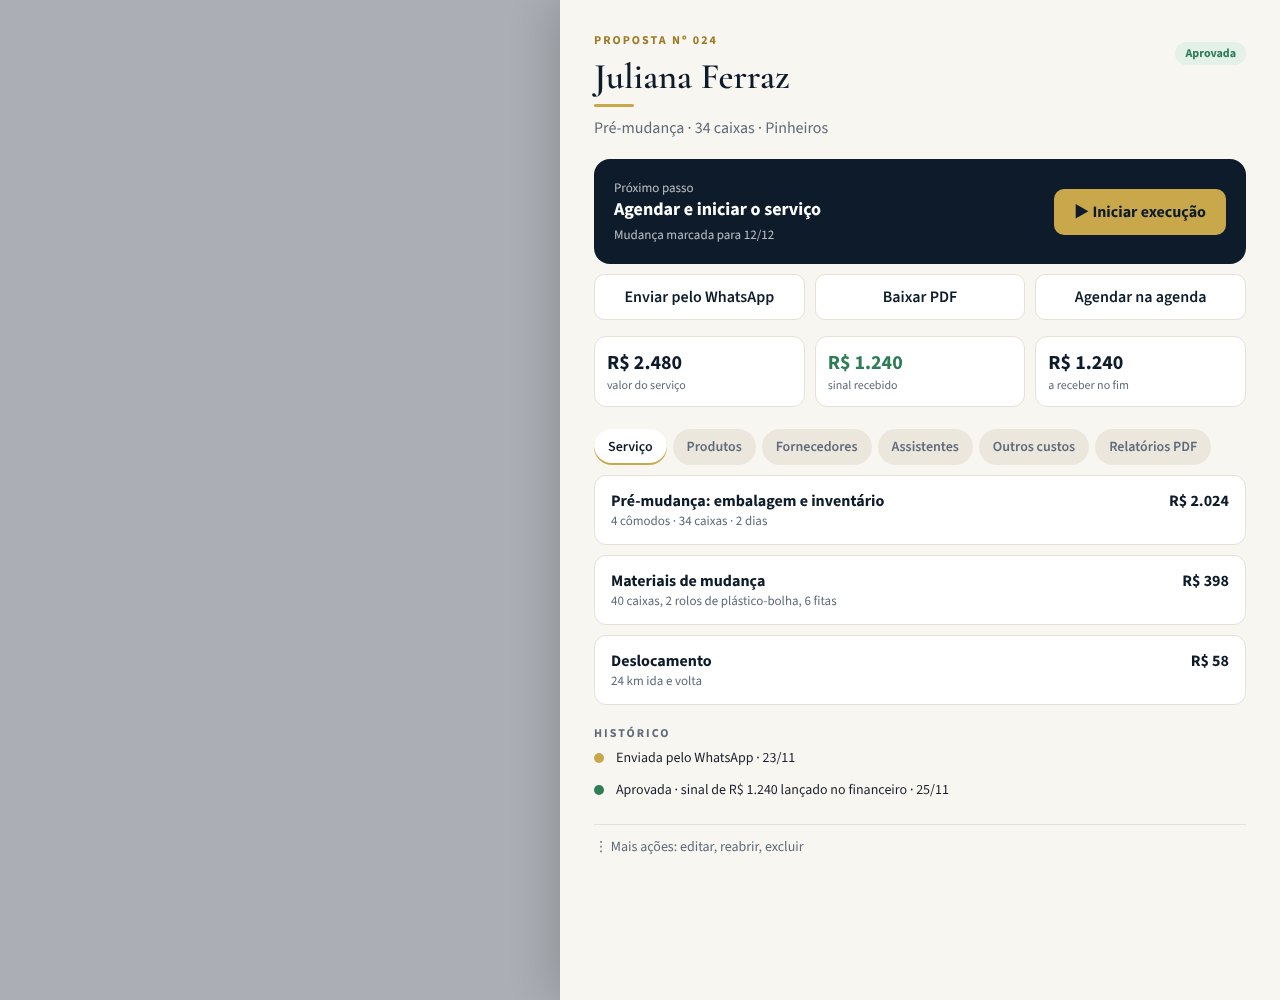 PROPOSTA Nº 024
Aprovada
Juliana Ferraz
Pré-mudança · 34 caixas · Pinheiros
Próximo passo
Agendar e iniciar o serviço
Mudança marcada para 12/12
▶ Iniciar execução
Enviar pelo WhatsApp
Baixar PDF
Agendar na agenda
R$ 2.480
valor do serviço
R$ 1.240
sinal recebido
R$ 1.240
a receber no fim
Serviço
Produtos
Fornecedores
Assistentes
Outros custos
Relatórios PDF
Pré-mudança: embalagem e inventário
R$ 2.024
4 cômodos · 34 caixas · 2 dias
Materiais de mudança
R$ 398
40 caixas, 2 rolos de plástico-bolha, 6 fitas
Deslocamento
R$ 58
24 km ida e volta
HISTÓRICO
Enviada pelo WhatsApp · 23/11
Aprovada · sinal de R$ 1.240 lançado no financeiro · 25/11
⋮ Mais ações: editar, reabrir, excluir